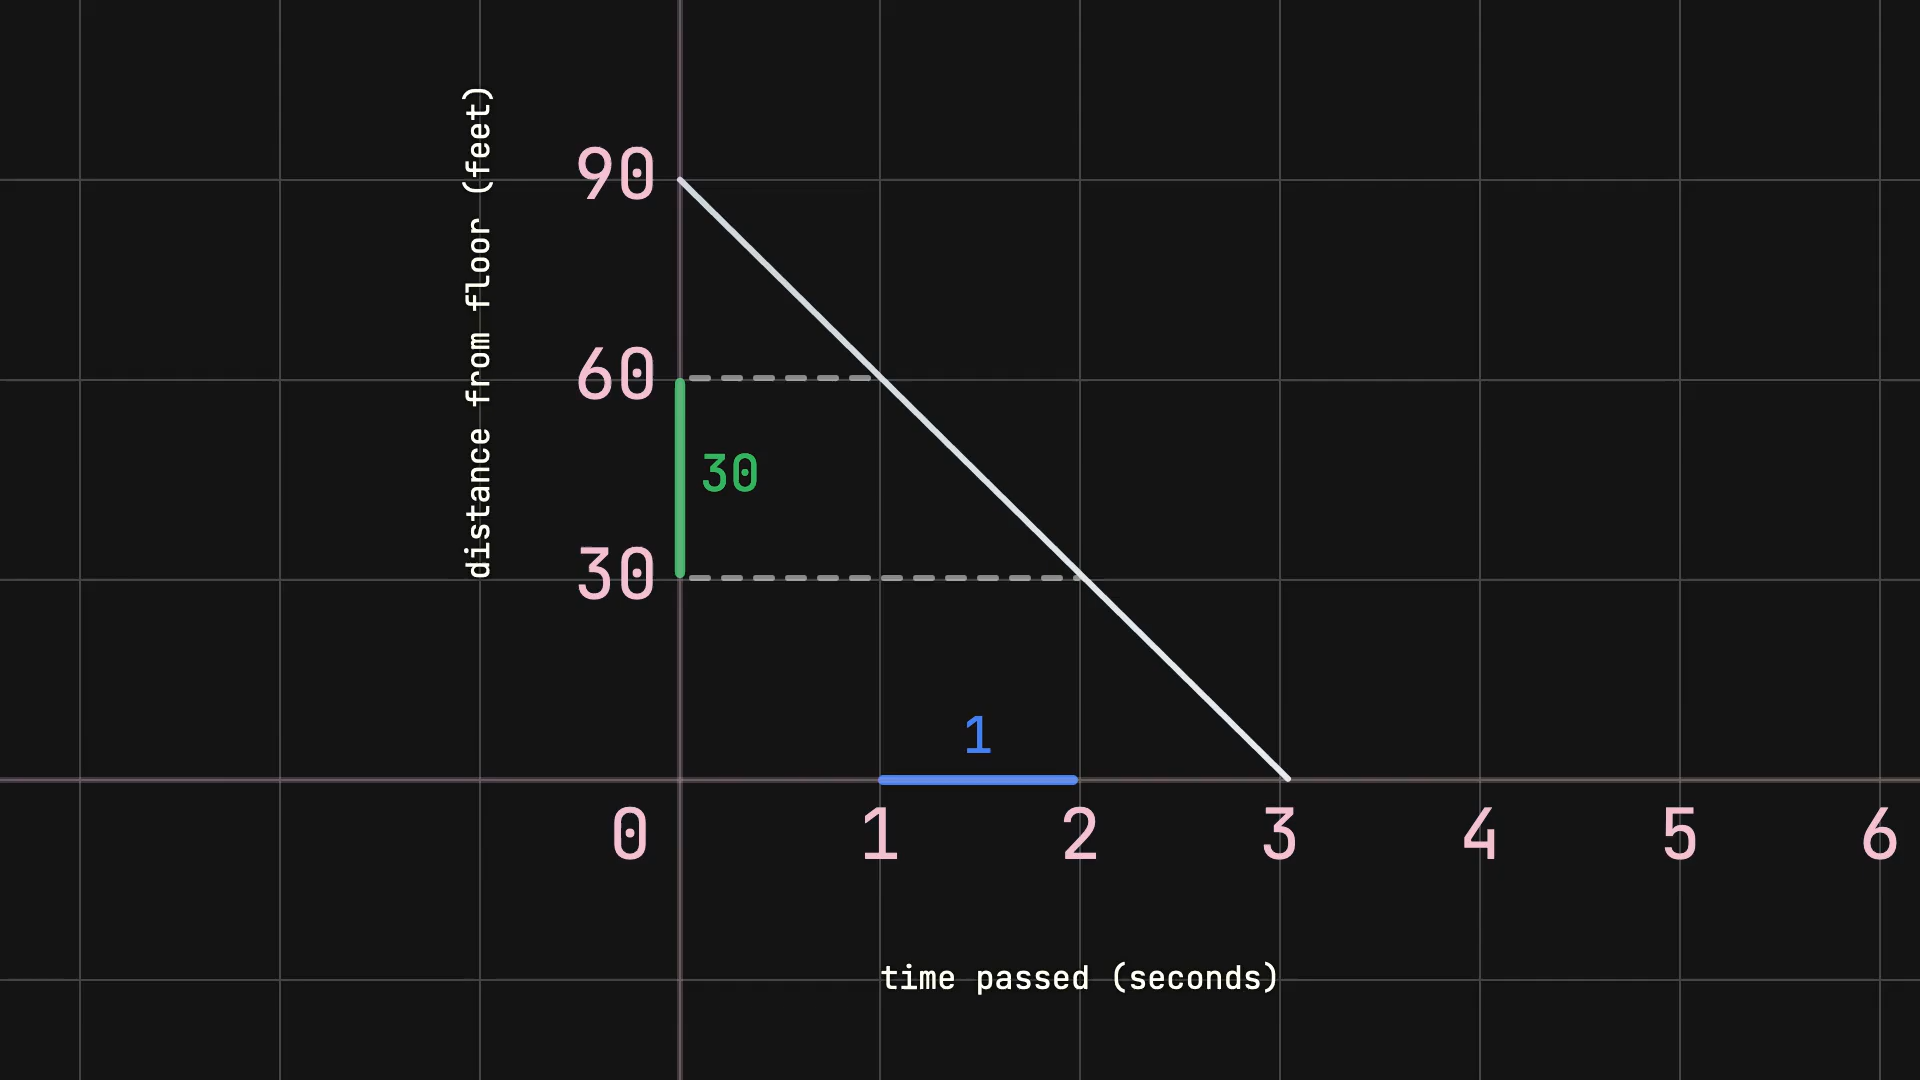 distance from floor (feet)
90
60
30
30
1
0 1 2 3 4 5 6
time passed (seconds)